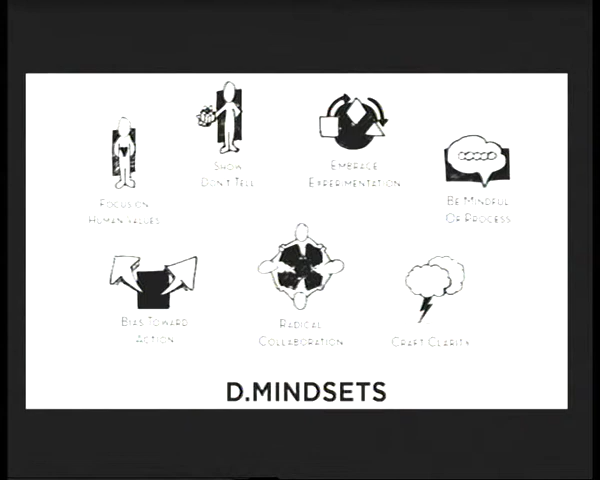 Show
Don't Tell
Embrace
Experimentation
Focus on
Human Values
Be Mindful
Of Process
Bias Toward
Action
Radical
Collaboration
Craft Clarity
D.MINDSETS